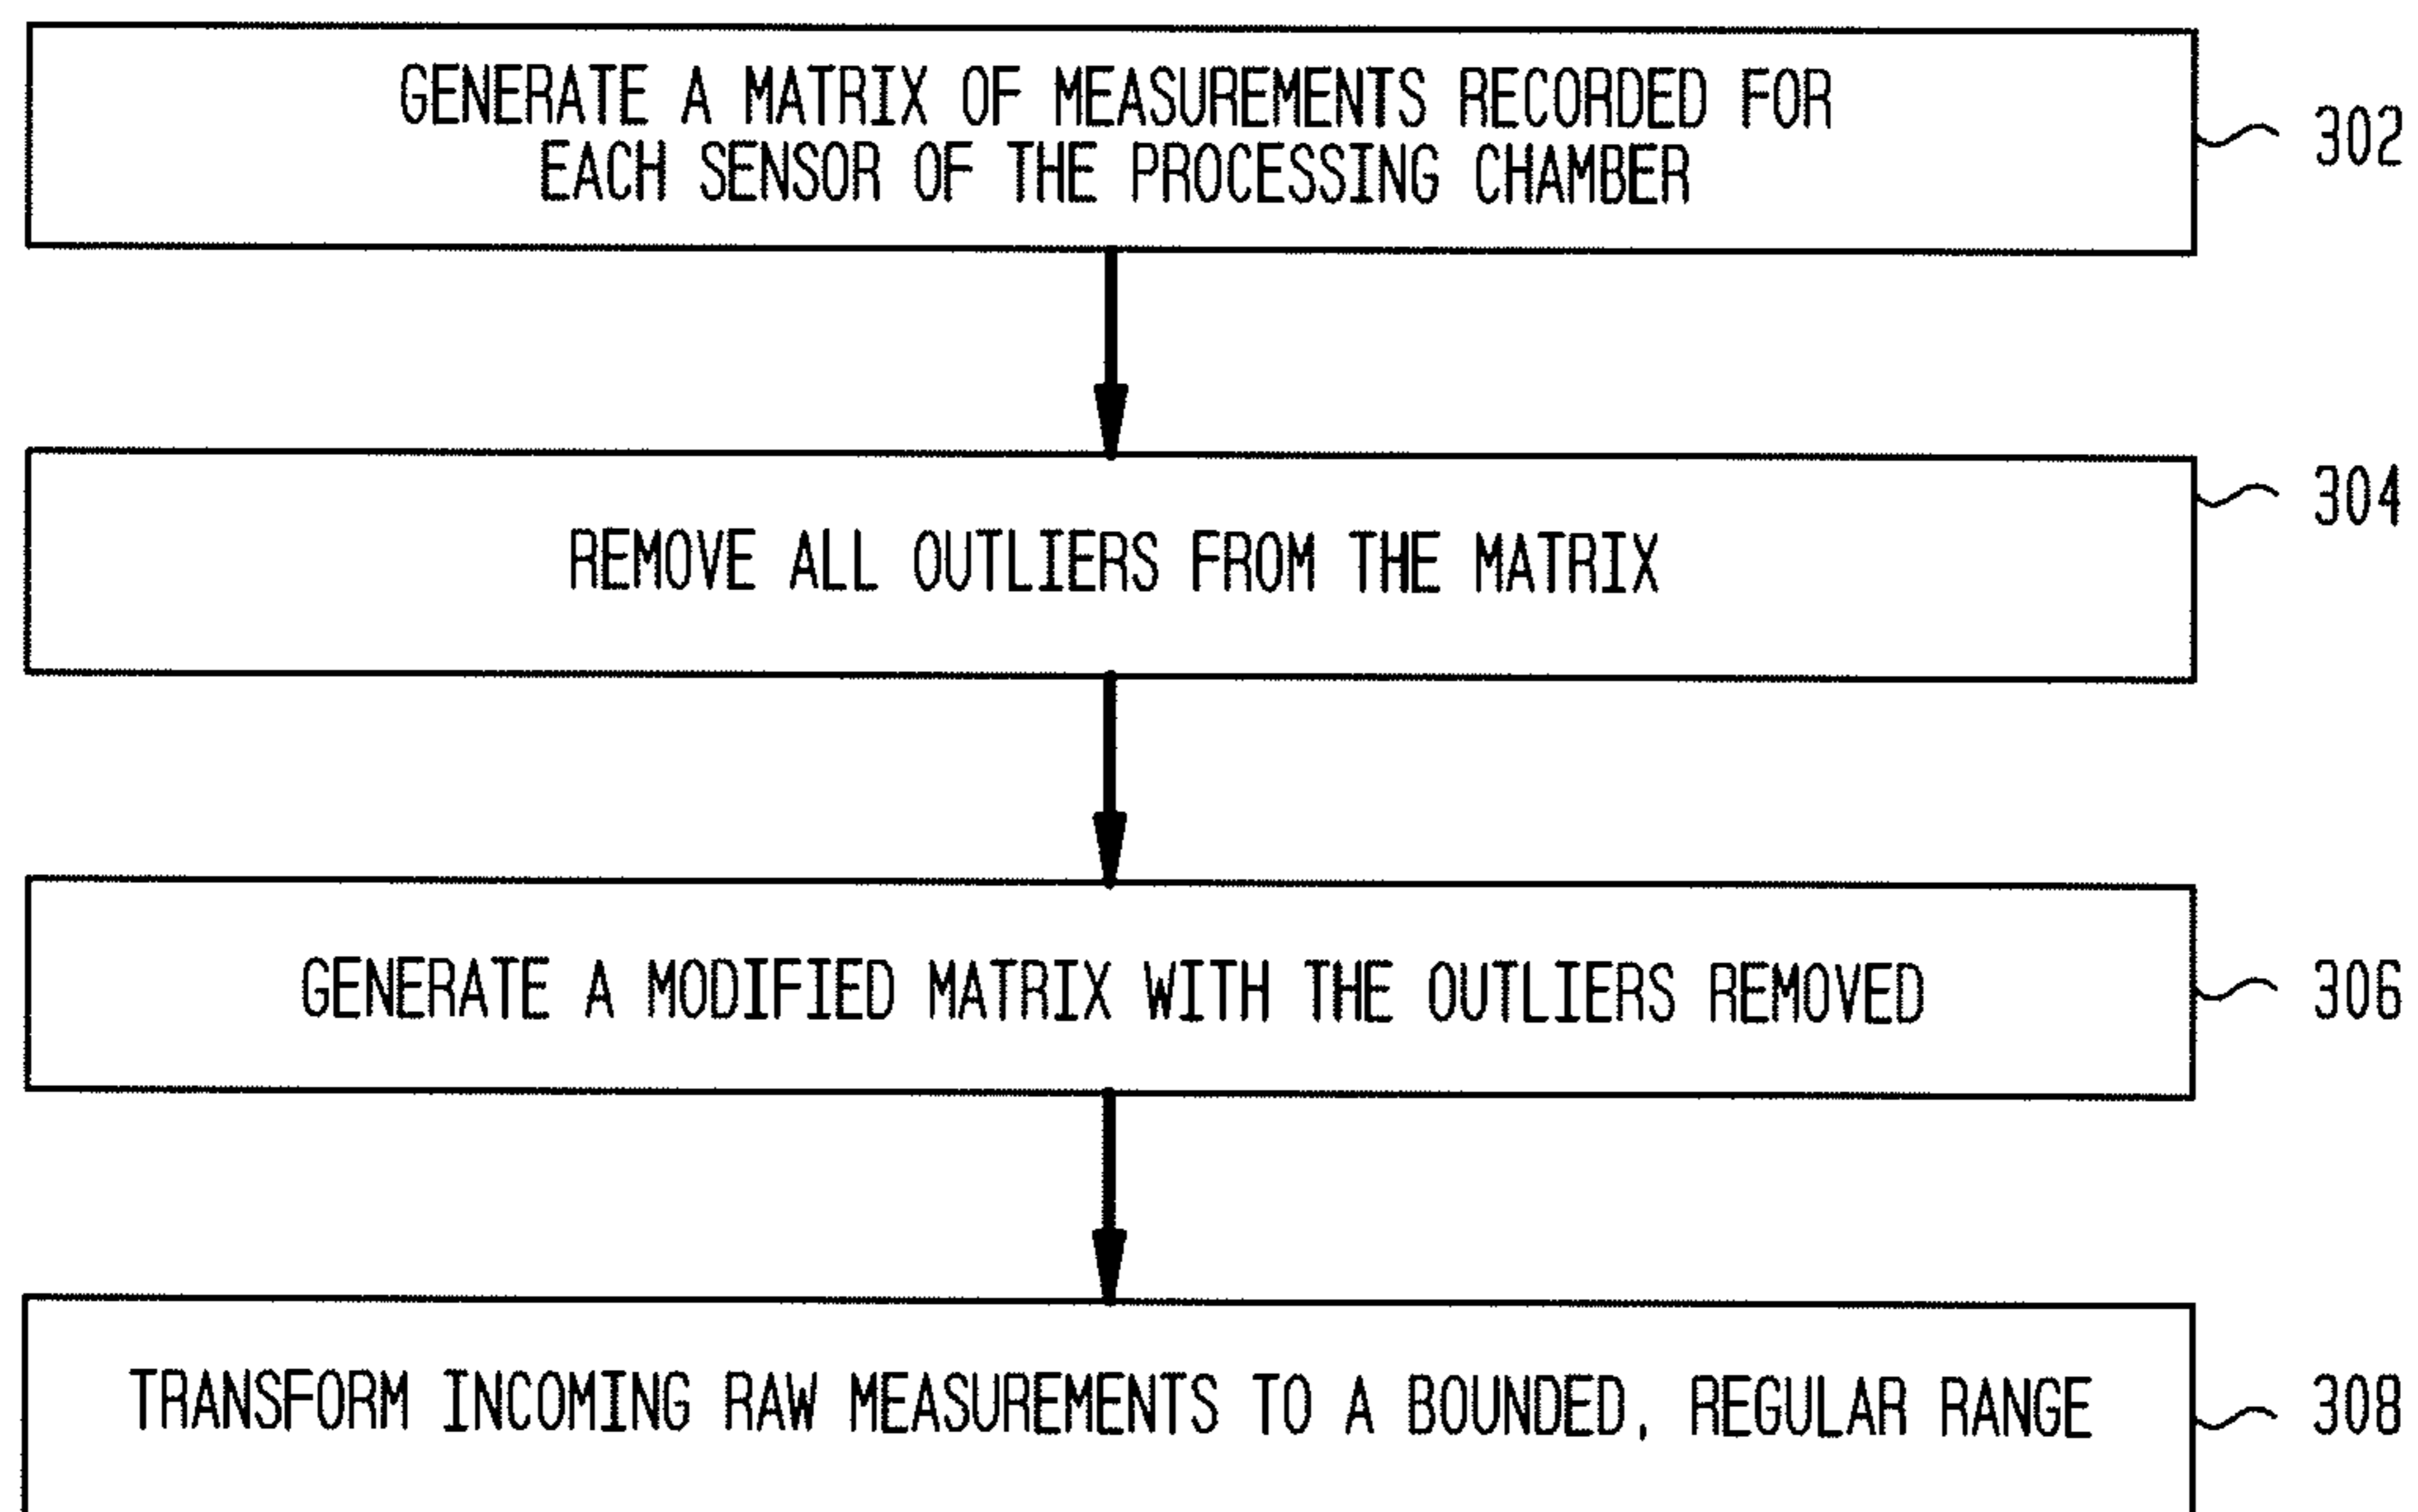 GENERATE A MATRIX OF MEASUREMENTS RECORDED FOR
EACH SENSOR OF THE PROCESSING CHAMBER
302
REMOVE ALL OUTLIERS FROM THE MATRIX
304
GENERATE A MODIFIED MATRIX WITH THE OUTLIERS REMOVED
306
TRANSFORM INCOMING RAW MEASUREMENTS TO A BOUNDED, REGULAR RANGE
308